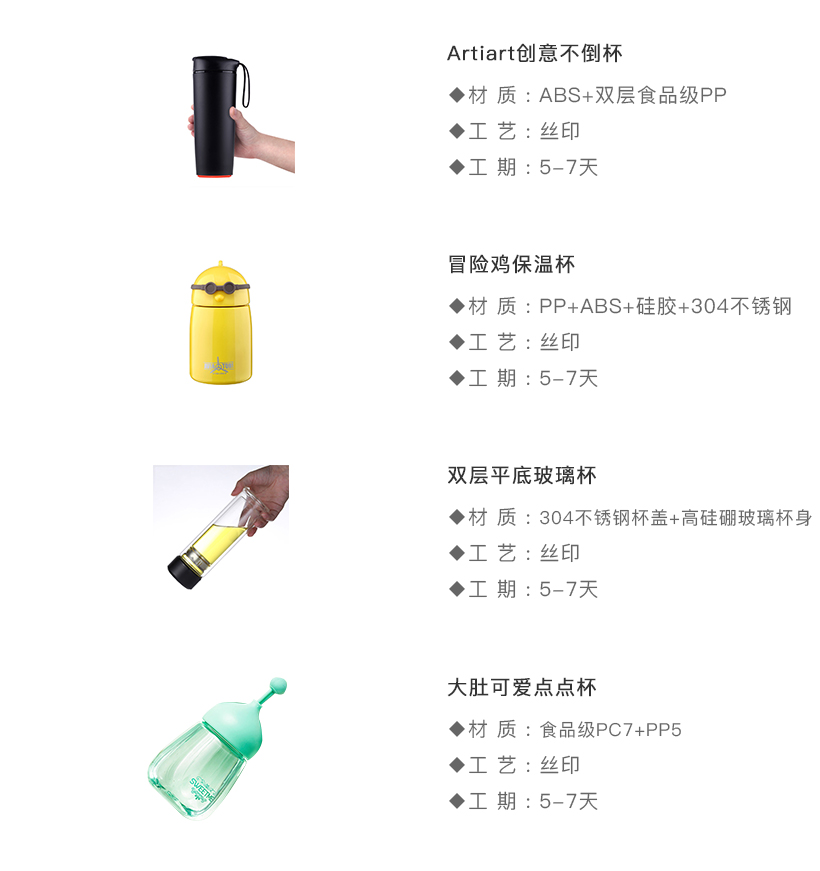 Artiart创意不倒杯
◆材 质：ABS+双层食品级PP
◆工 艺：丝印
◆工 期：5-7天
冒险鸡保温杯
◆材 质：PP+ABS+硅胶+304不锈钢
◆工 艺：丝印
◆工 期：5-7天
双层平底玻璃杯
◆材 质：304不锈钢杯盖+高硅硼玻璃杯身
◆工 艺：丝印
◆工 期：5-7天
大肚可爱点点杯
◆材 质：食品级PC7+PP5
◆工 艺：丝印
◆工 期：5-7天
SWEETME